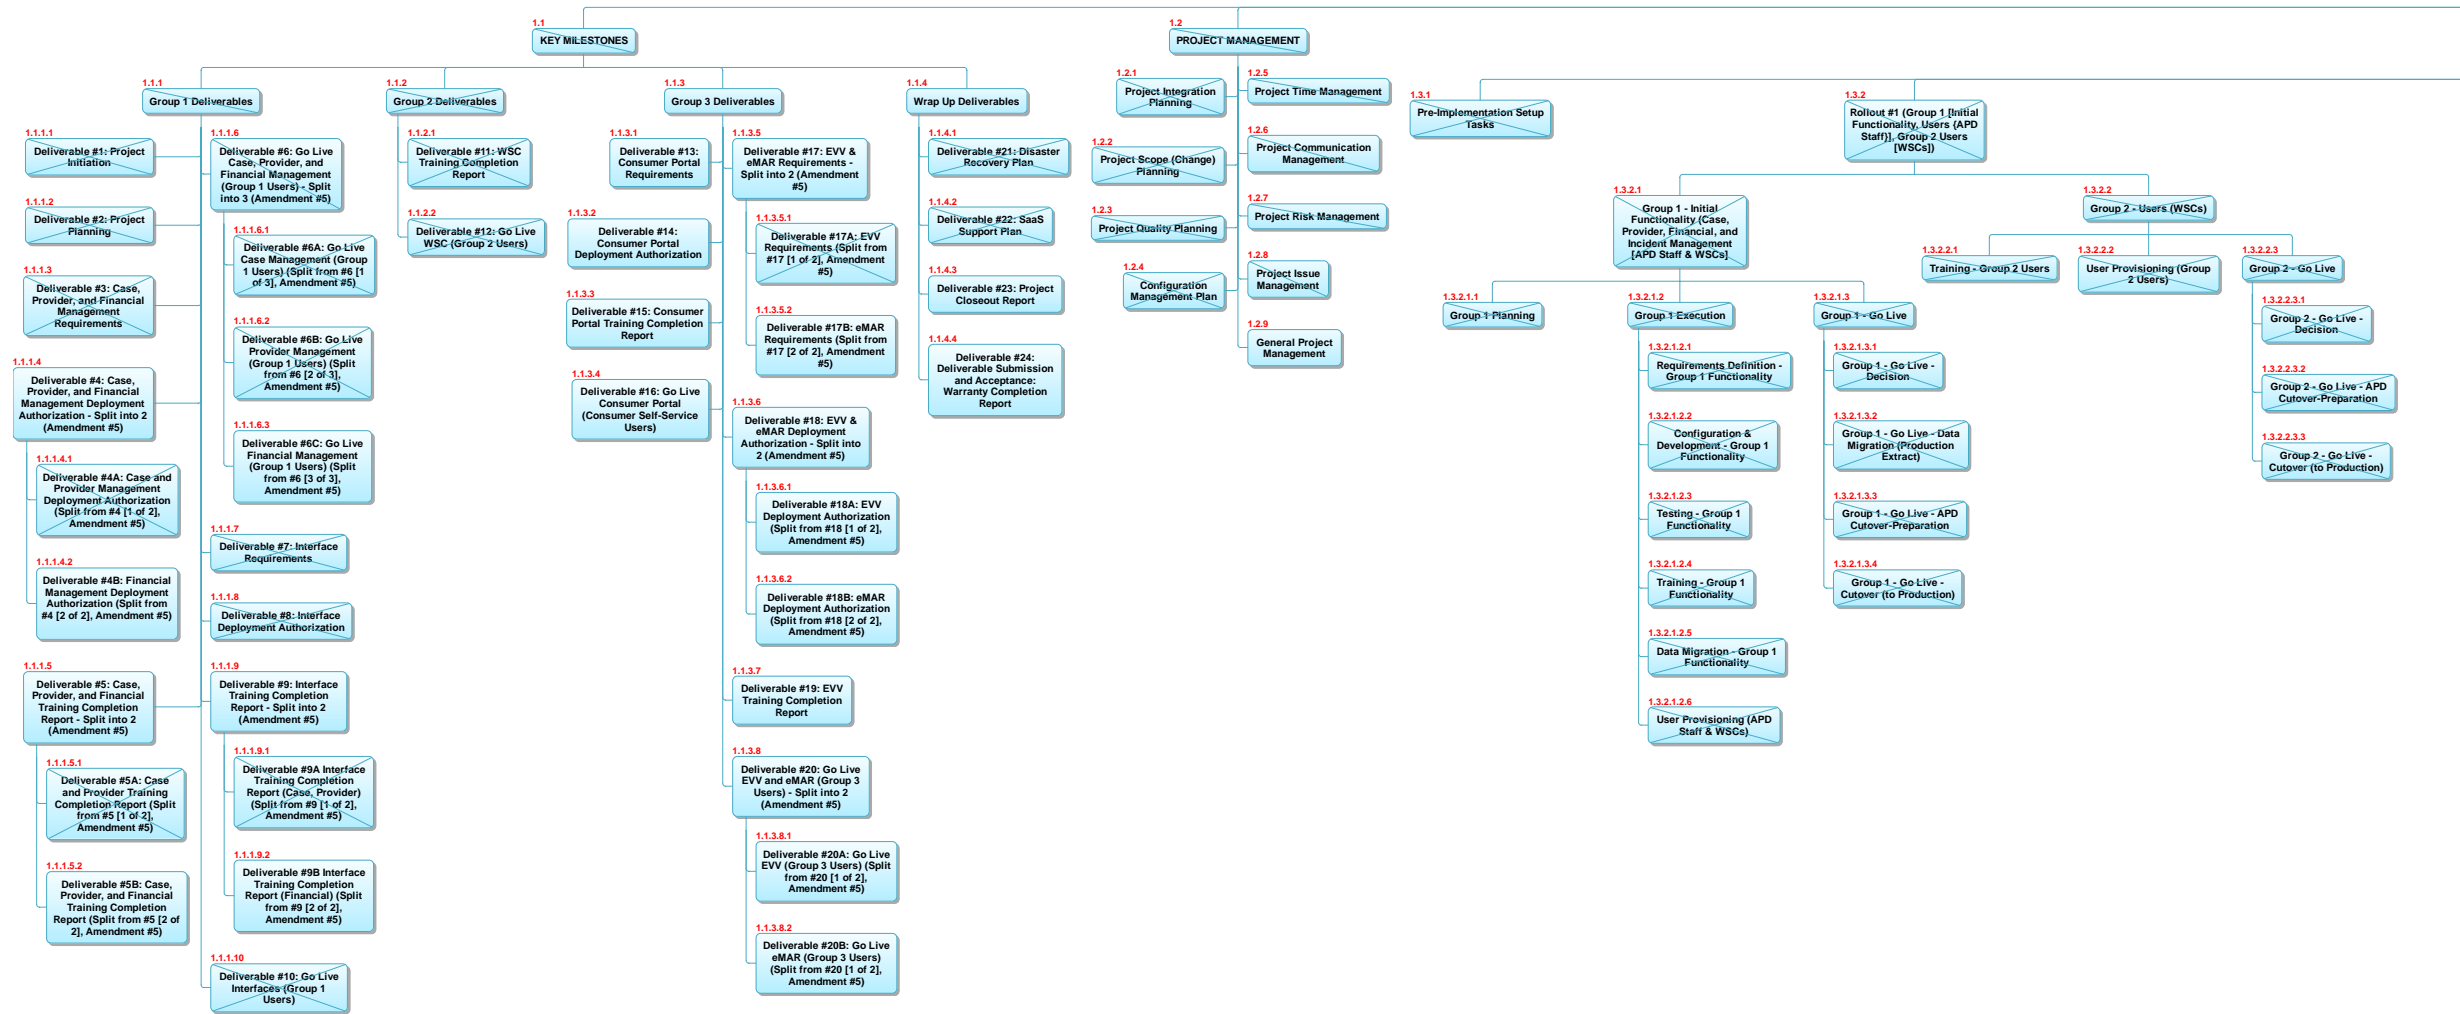 1.1
KEY MILESTONES
1.1.1
Group 1 Deliverables
1.1.1.1
Deliverable #1: Project
Initiation
1.1.1.2
Deliverable #2: Project
Planning
1.1.1.3
Deliverable #3: Case,
Provider, and Financial
Management
Requirements
1.1.1.4
Deliverable #4: Case,
Provider, and Financial
Management Deployment
Authorization - Split into 2
(Amendment #5)
1.1.1.4.1
Deliverable #4A: Case and
Provider Management
Deployment Authorization
(Split from #4 [1 of 2],
Amendment #5)
1.1.1.4.2
Deliverable #4B: Financial
Management Deployment
Authorization (Split from
#4 [2 of 2], Amendment #5)
1.1.1.5
Deliverable #5: Case,
Provider, and Financial
Training Completion
Report - Split into 2
(Amendment #5)
1.1.1.5.1
Deliverable #5A: Case
and Provider Training
Completion Report (Split
from #5 [1 of 2],
Amendment #5)
1.1.1.5.2
Deliverable #5B: Case,
Provider, and Financial
Training Completion
Report (Split from #5 [2 of
2], Amendment #5)
1.1.1.6
Deliverable #6: Go Live
Case, Provider, and
Financial Management
(Group 1 Users) - Split
into 3 (Amendment #5)
1.1.1.6.1
Deliverable #6A: Go Live
Case Management (Group
1 Users) (Split from #6 [1
of 3], Amendment #5)
1.1.1.6.2
Deliverable #6B: Go Live
Provider Management
(Group 1 Users) (Split
from #6 [2 of 3],
Amendment #5)
1.1.1.6.3
Deliverable #6C: Go Live
Financial Management
(Group 1 Users) (Split
from #6 [3 of 3],
Amendment #5)
1.1.1.7
Deliverable #7: Interface
Requirements
1.1.1.8
Deliverable #8: Interface
Deployment Authorization
1.1.1.9
Deliverable #9: Interface
Training Completion
Report - Split into 2
(Amendment #5)
1.1.1.9.1
Deliverable #9A Interface
Training Completion
Report (Case, Provider)
(Split from #9 [1 of 2],
Amendment #5)
1.1.1.9.2
Deliverable #9B Interface
Training Completion
Report (Financial) (Split
from #9 [2 of 2],
Amendment #5)
1.1.1.10
Deliverable #10: Go Live
Interfaces (Group 1
Users)
1.1.2
Group 2 Deliverables
1.1.2.1
Deliverable #11: WSC
Training Completion
Report
1.1.2.2
Deliverable #12: Go Live
WSC (Group 2 Users)
1.1.3
Group 3 Deliverables
1.1.3.1
Deliverable #13:
Consumer Portal
Requirements
1.1.3.2
Deliverable #14:
Consumer Portal
Deployment Authorization
1.1.3.3
Deliverable #15: Consumer
Portal Training Completion
Report
1.1.3.4
Deliverable #16: Go Live
Consumer Portal
(Consumer Self-Service
Users)
1.1.3.5
Deliverable #17: EVV &
eMAR Requirements -
Split into 2 (Amendment
#5)
1.1.3.5.1
Deliverable #17A: EVV
Requirements (Split from
#17 [1 of 2], Amendment
#5)
1.1.3.5.2
Deliverable #17B: eMAR
Requirements (Split from
#17 [2 of 2], Amendment
#5)
1.1.3.6
Deliverable #18: EVV &
eMAR Deployment
Authorization - Split into
2 (Amendment #5)
1.1.3.6.1
Deliverable #18A: EVV
Deployment Authorization
(Split from #18 [1 of 2],
Amendment #5)
1.1.3.6.2
Deliverable #18B: eMAR
Deployment Authorization
(Split from #18 [2 of 2],
Amendment #5)
1.1.3.7
Deliverable #19: EVV
Training Completion
Report
1.1.3.8
Deliverable #20: Go Live
EVV and eMAR (Group 3
Users) - Split into 2
(Amendment #5)
1.1.3.8.1
Deliverable #20A: Go Live
EVV (Group 3 Users) (Split
from #20 [1 of 2],
Amendment #5)
1.1.3.8.2
Deliverable #20B: Go Live
eMAR (Group 3 Users)
(Split from #20 [1 of 2],
Amendment #5)
1.1.4
Wrap Up Deliverables
1.1.4.1
Deliverable #21: Disaster
Recovery Plan
1.1.4.2
Deliverable #22: SaaS
Support Plan
1.1.4.3
Deliverable #23: Project
Closeout Report
1.1.4.4
Deliverable #24:
Deliverable Submission
and Acceptance:
Warranty Completion
Report
1.2
PROJECT MANAGEMENT
1.2.1
Project Integration
Planning
1.2.2
Project Scope (Change)
Planning
1.2.3
Project Quality Planning
1.2.4
Configuration
Management Plan
1.2.5
Project Time Management
1.2.6
Project Communication
Management
1.2.7
Project Risk Management
1.2.8
Project Issue
Management
1.2.9
General Project
Management
1.3.1
Pre-Implementation Setup
Tasks
1.3.2
Rollout #1 (Group 1 [Initial
Functionality, Users {APD
Staff}], Group 2 Users
[WSCs])
1.3.2.1
Group 1 - Initial
Functionality (Case,
Provider, Financial, and
Incident Management
[APD Staff & WSCs]
1.3.2.1.1
Group 1 Planning
1.3.2.1.2
Group 1 Execution
1.3.2.1.2.1
Requirements Definition -
Group 1 Functionality
1.3.2.1.2.2
Configuration &
Development - Group 1
Functionality
1.3.2.1.2.3
Testing - Group 1
Functionality
1.3.2.1.2.4
Training - Group 1
Functionality
1.3.2.1.2.5
Data Migration - Group 1
Functionality
1.3.2.1.2.6
User Provisioning (APD
Staff & WSCs)
1.3.2.1.3
Group 1 - Go Live
1.3.2.1.3.1
Group 1 - Go Live -
Decision
1.3.2.1.3.2
Group 1 - Go Live - Data
Migration (Production
Extract)
1.3.2.1.3.3
Group 1 - Go Live - APD
Cutover-Preparation
1.3.2.1.3.4
Group 1 - Go Live -
Cutover (to Production)
1.3.2.2
Group 2 - Users (WSCs)
1.3.2.2.1
Training - Group 2 Users
1.3.2.2.2
User Provisioning (Group
2 Users)
1.3.2.2.3
Group 2 - Go Live
1.3.2.2.3.1
Group 2 - Go Live -
Decision
1.3.2.2.3.2
Group 2 - Go Live - APD
Cutover-Preparation
1.3.2.2.3.3
Group 2 - Go Live -
Cutover (to Production)